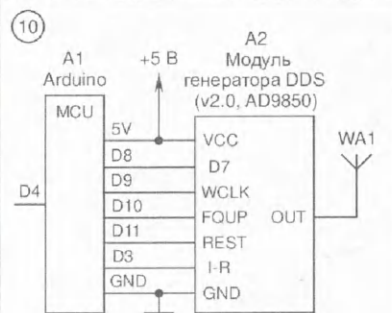 10
A1
Arduino
+5 В
A2
Модуль
генератора DDS
(v2.0, AD9850)
MCU
WA1
5V
VCC
D8
D7
D9
WCLK
D4
D10
FQUP
OUT
D11
REST
D3
I-R
GND
GND